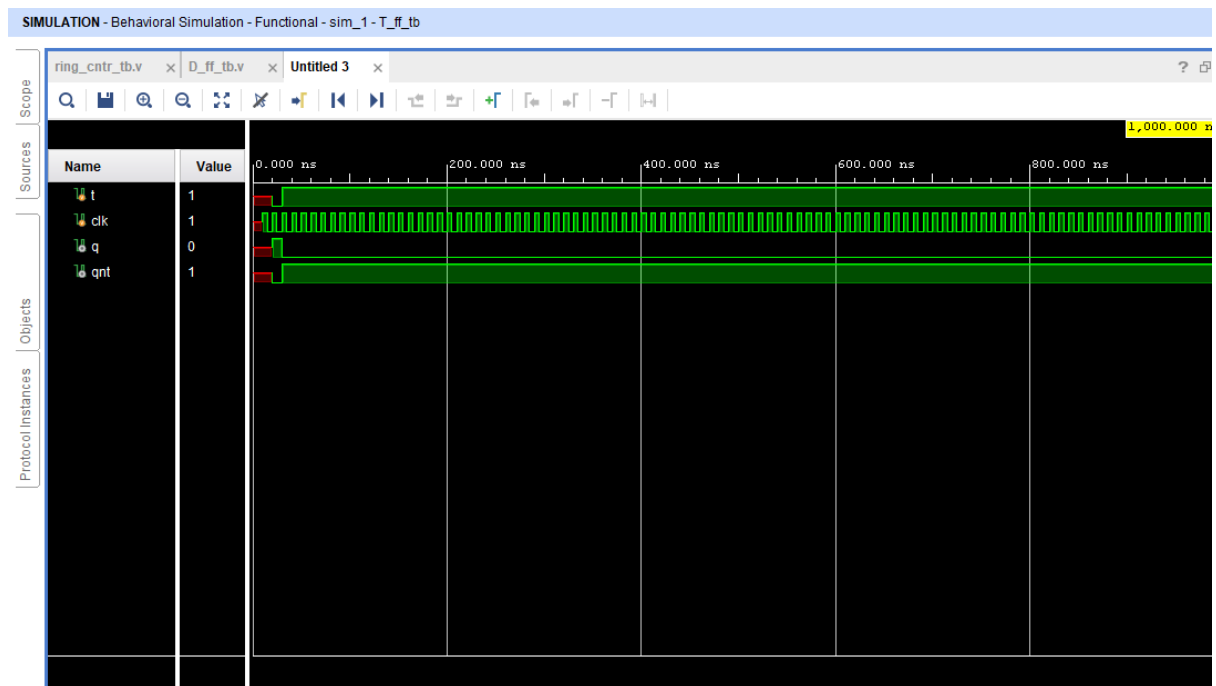 SIMULATION - Behavioral Simulation - Functional - sim_1 - T_ff_tb
ring_cntr_tb.v × D_ff_tb.v × Untitled 3 × ?
Scope
Sources
Objects
Protocol Instances
1,000.000 n
Name Value 0.000 ns 200.000 ns 400.000 ns 600.000 ns 800.000 ns
t 1
clk 1
q 0
qnt 1